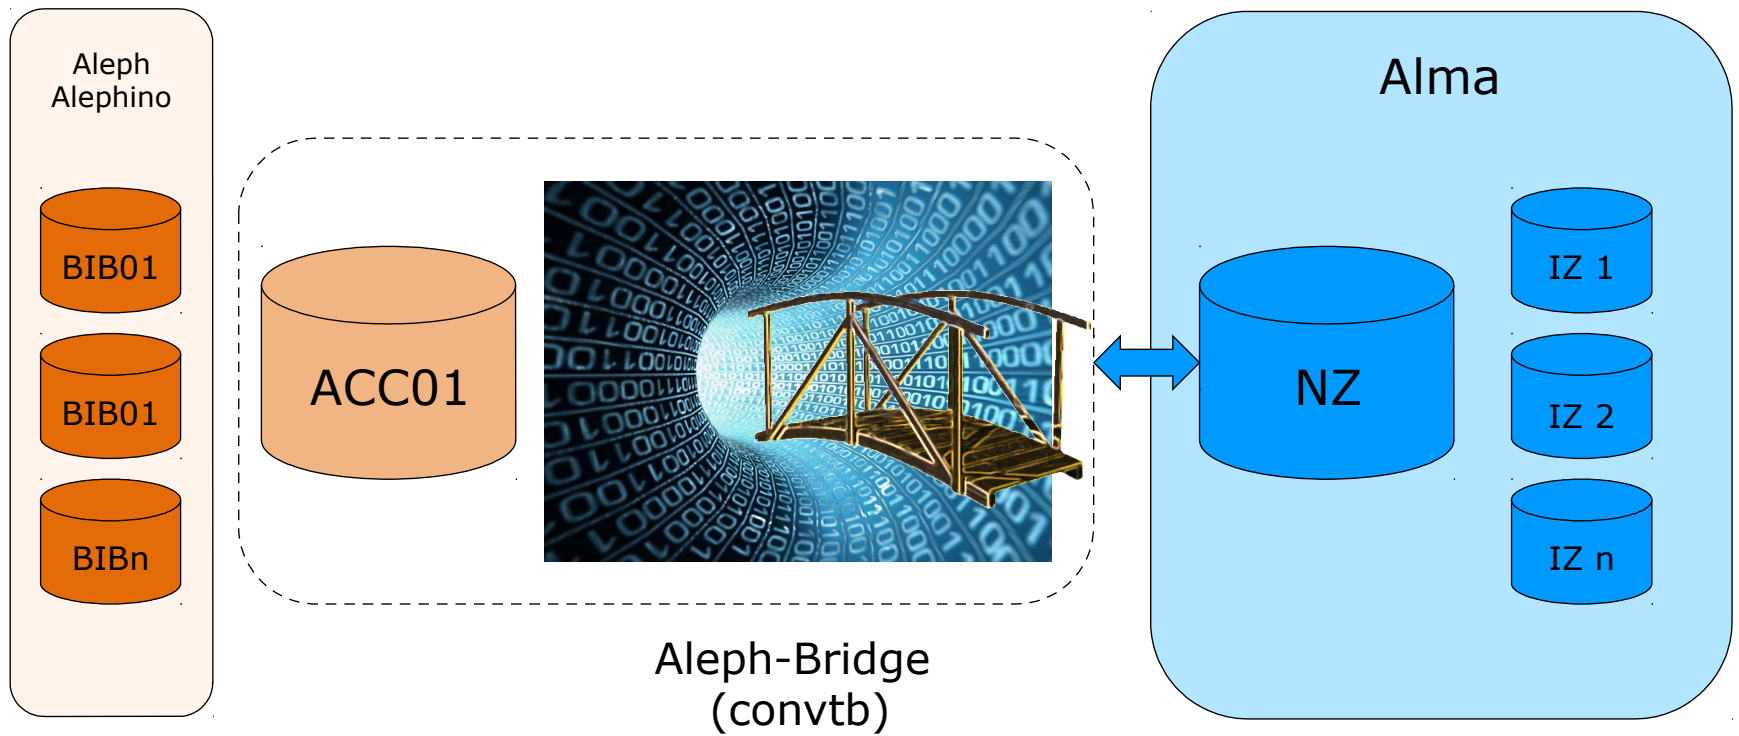 Aleph
Alephino
BIB01
BIB01
BIBn
ACC01
Aleph-Bridge
(convtb)
Alma
NZ
IZ 1
IZ 2
IZ n